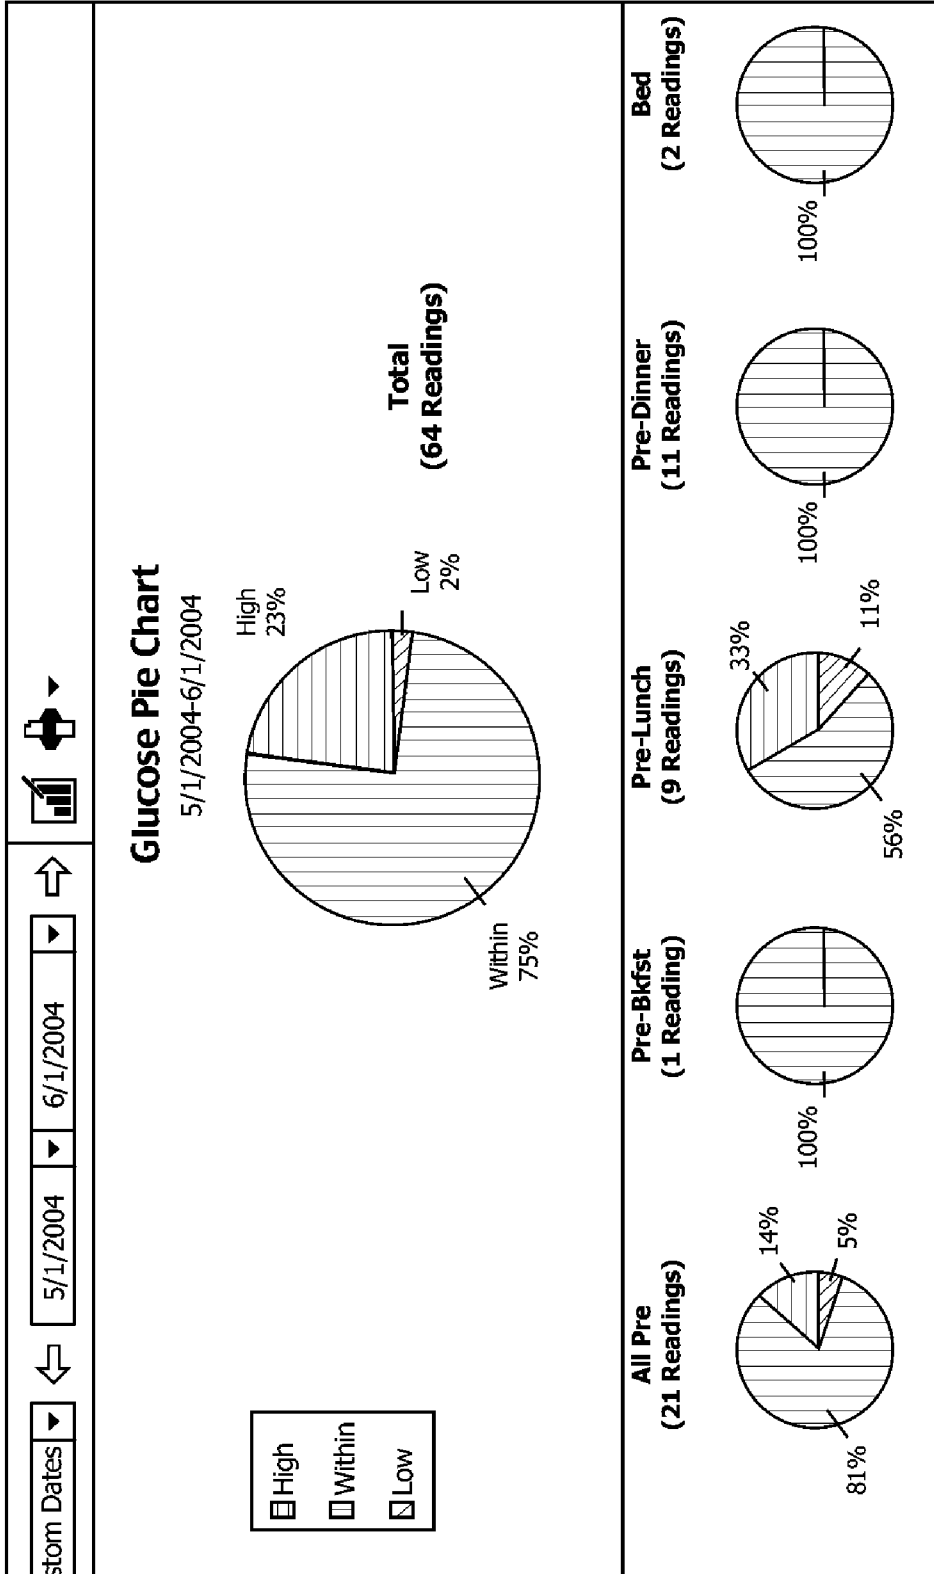 stom Dates
5/1/2004
6/1/2004
Glucose Pie Chart
5/1/2004-6/1/2004
High
Within
Low
High
23%
Low
2%
Within
75%
Total
(64 Readings)
All Pre
(21 Readings)
14%
5%
81%
Pre-Bkfst
(1 Reading)
100%
Pre-Lunch
(9 Readings)
33%
11%
56%
Pre-Dinner
(11 Readings)
100%
Bed
(2 Readings)
100%